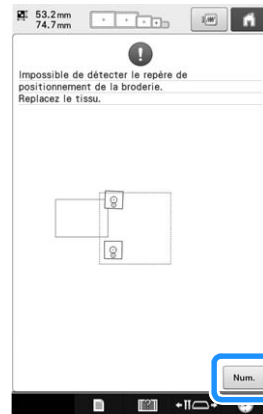 53.2mm
74.7mm
Impossible de détecter le repère de
positionnement de la broderie.
Replacez le tissu.
Num.